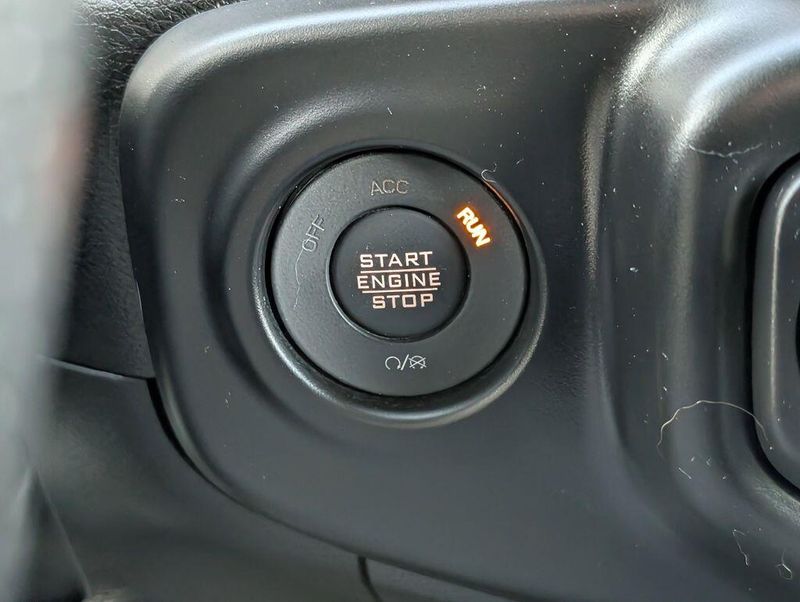 ACC
OFF
RUN
START
ENGINE
STOP